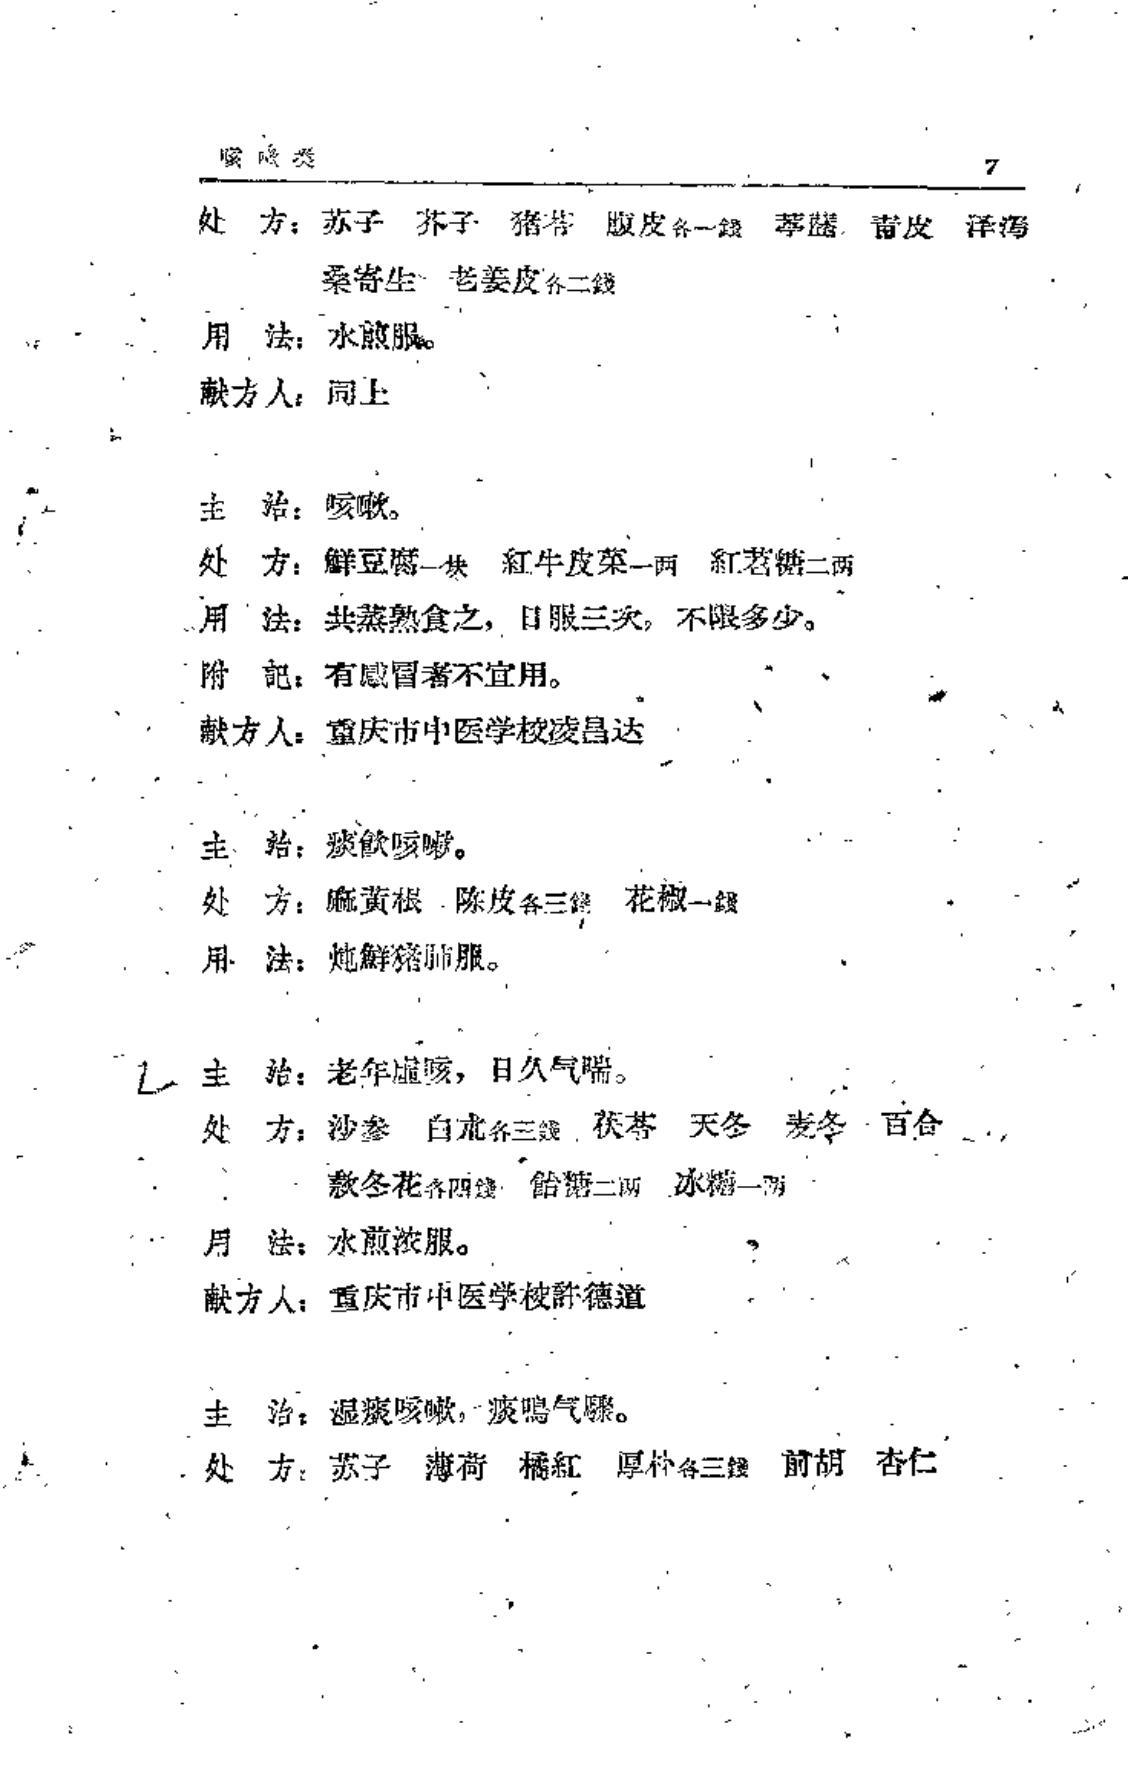 咳嗽类 7
处 方：苏子 芥子 猪苓 腹皮各一錢 葶藶 青皮 泽泻
桑寄生 老姜皮各二錢
用 法：水煎服。
献方人：同上
主 治：咳嗽。
处 方：鮮豆腐一块 紅牛皮菜一两 紅苕糖二两
用 法：共蒸熟食之，日服三次，不限多少。
附 記：有感冒者不宜用。
献方人：重庆市中医学校凌昌达
主 治：痰飲咳嗽。
处 方：麻黄根 陈皮各三錢 花椒一錢
用 法：炖鮮猪肺服。
主 治：老年虛咳，日久气喘。
处 方：沙参 白朮各三錢 茯苓 天冬 麦冬 百合
款冬花各四錢 飴糖二两 冰糖一两
用 法：水煎浓服。
献方人：重庆市中医学校許德道
主 治：湿痰咳嗽，痰鳴气驟。
处 方：苏子 薄荷 橘紅 厚朴各三錢 前胡 杏仁